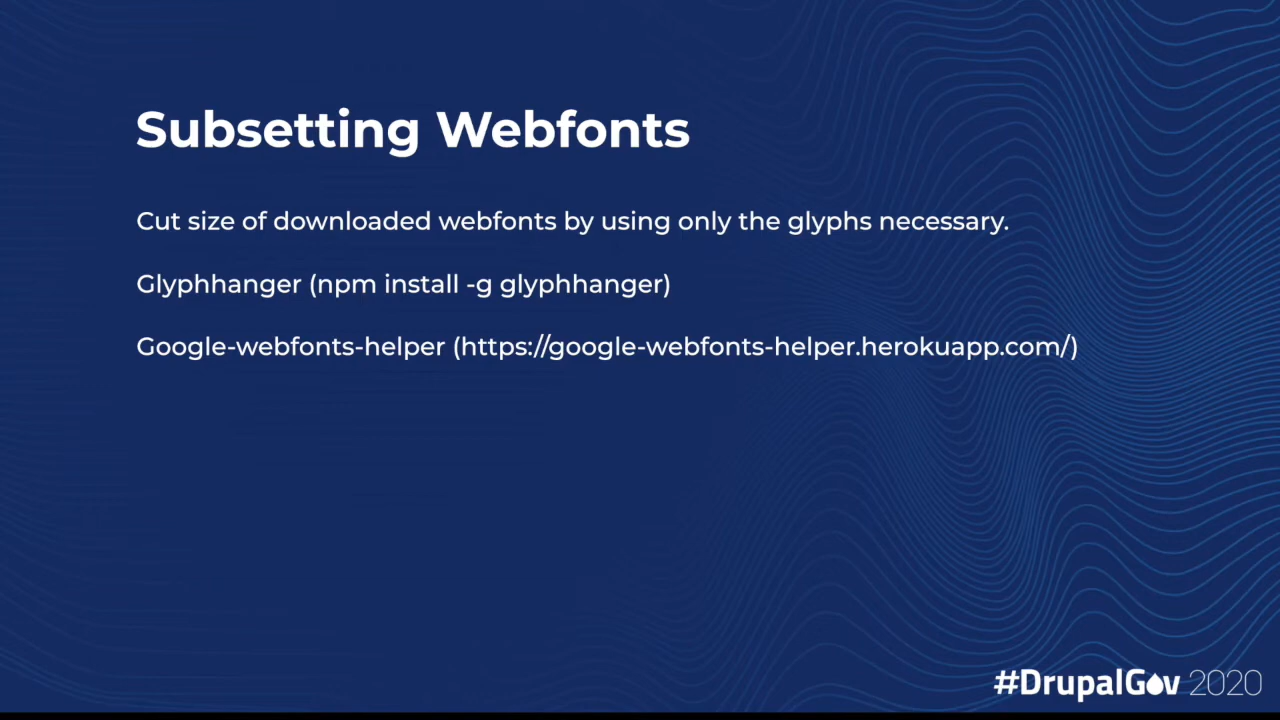 Subsetting Webfonts
Cut size of downloaded webfonts by using only the glyphs necessary.
Glyphhanger (npm install -g glyphhanger)
Google-webfonts-helper (https://google-webfonts-helper.herokuapp.com/)
#DrupalGov 2020